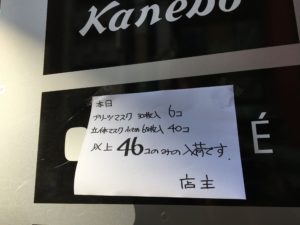 Kanebo
本日
プリーツマスク 30枚入 6コ
立体マスク 60枚入 40コ
以上 46コのみの入荷です.
店主
É